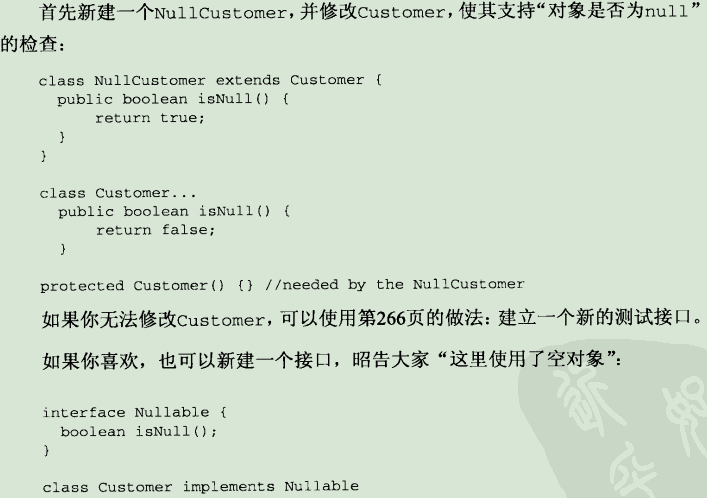 首先新建一个NullCustomer，并修改Customer，使其支持“对象是否为null”
的检查：
class NullCustomer extends Customer {
  public boolean isNull() {
      return true;
  }
}
class Customer...
  public boolean isNull() {
      return false;
  }
protected Customer() {} //needed by the NullCustomer
如果你无法修改Customer，可以使用第266页的做法：建立一个新的测试接口。
如果你喜欢，也可以新建一个接口，昭告大家“这里使用了空对象”：
interface Nullable {
  boolean isNull();
}
class Customer implements Nullable